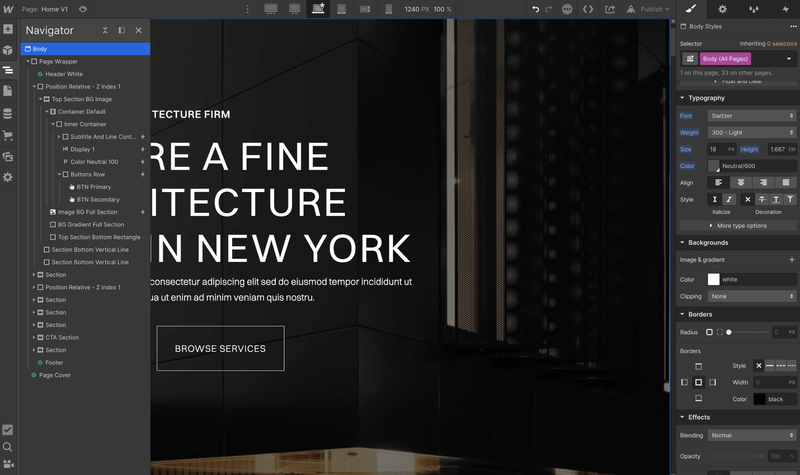 Page: Home V1
1240 PX 100 %
Publish
Navigator
Body
Page Wrapper
Header White
Position Relative - Z Index 1
Top Section BG Image
Container Default
Inner Container
Subtitle And Line Cont...
H1 Display 1
P Color Neutral 100
Buttons Row
BTN Primary
BTN Secondary
Image BG Full Section
BG Gradient Full Section
Top Section Bottom Rectangle
Section Bottom Vertical Line
Section Bottom Vertical Line
Section
Position Relative - Z Index 1
Section
Section
Section
CTA Section
Section
Footer
Page Cover
TECTURE FIRM
RE A FINE
ITECTURE
IN NEW YORK
consectetur adipiscing elit sed do eiusmod tempor incididunt ut
ua ut enim ad minim veniam quis nostru.
BROWSE SERVICES
Body Styles
Selector
Inheriting 0 selectors
Body (All Pages)
1 on this page, 33 on other pages.
Float and Clear
Typography
Font Switzer
Weight 300 - Light
Size 18 PX Height 1.667 EM
Color Neutral/600
Align
Style
Italicize Decoration
More type options
Backgrounds
Image & gradient
Color white
Clipping None
Borders
Radius 0 PX
Borders
Style
Width 0 PX
Color black
Effects
Blending Normal
Opacity 100 %